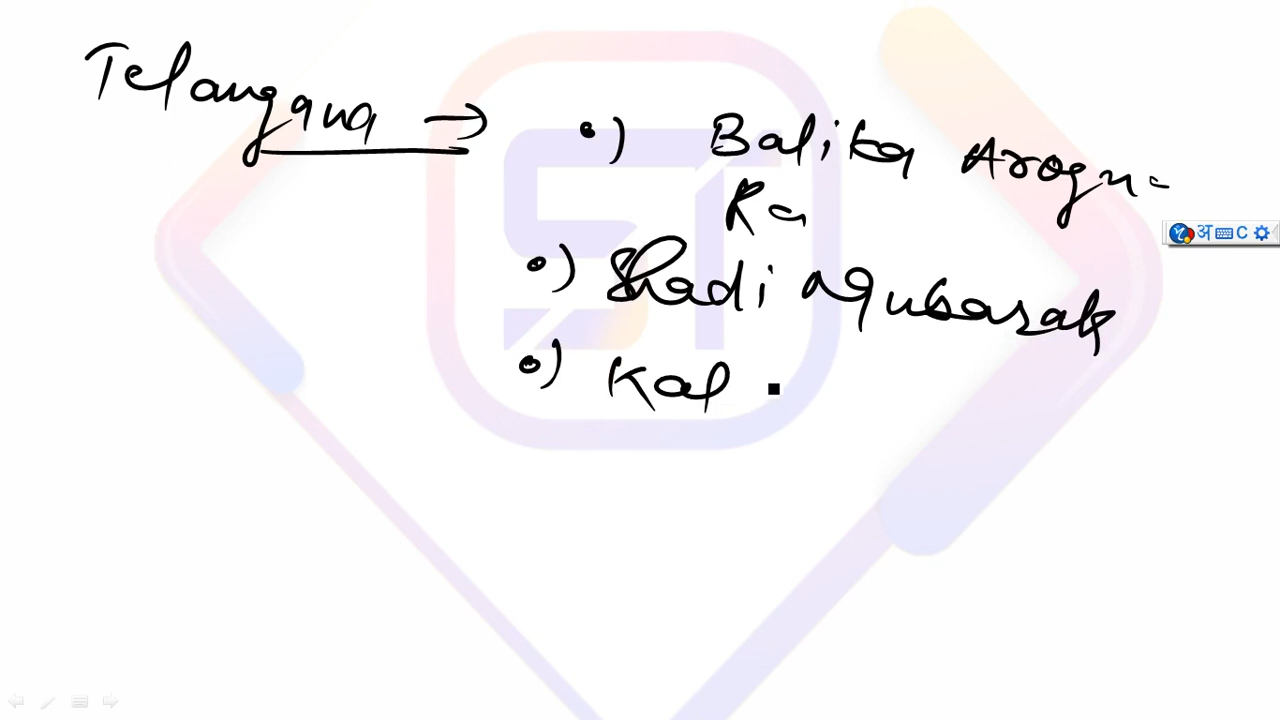 Telangana → •) Balika Arogya
Ra
•) Shadi Mubarak
•) Kal
अ C